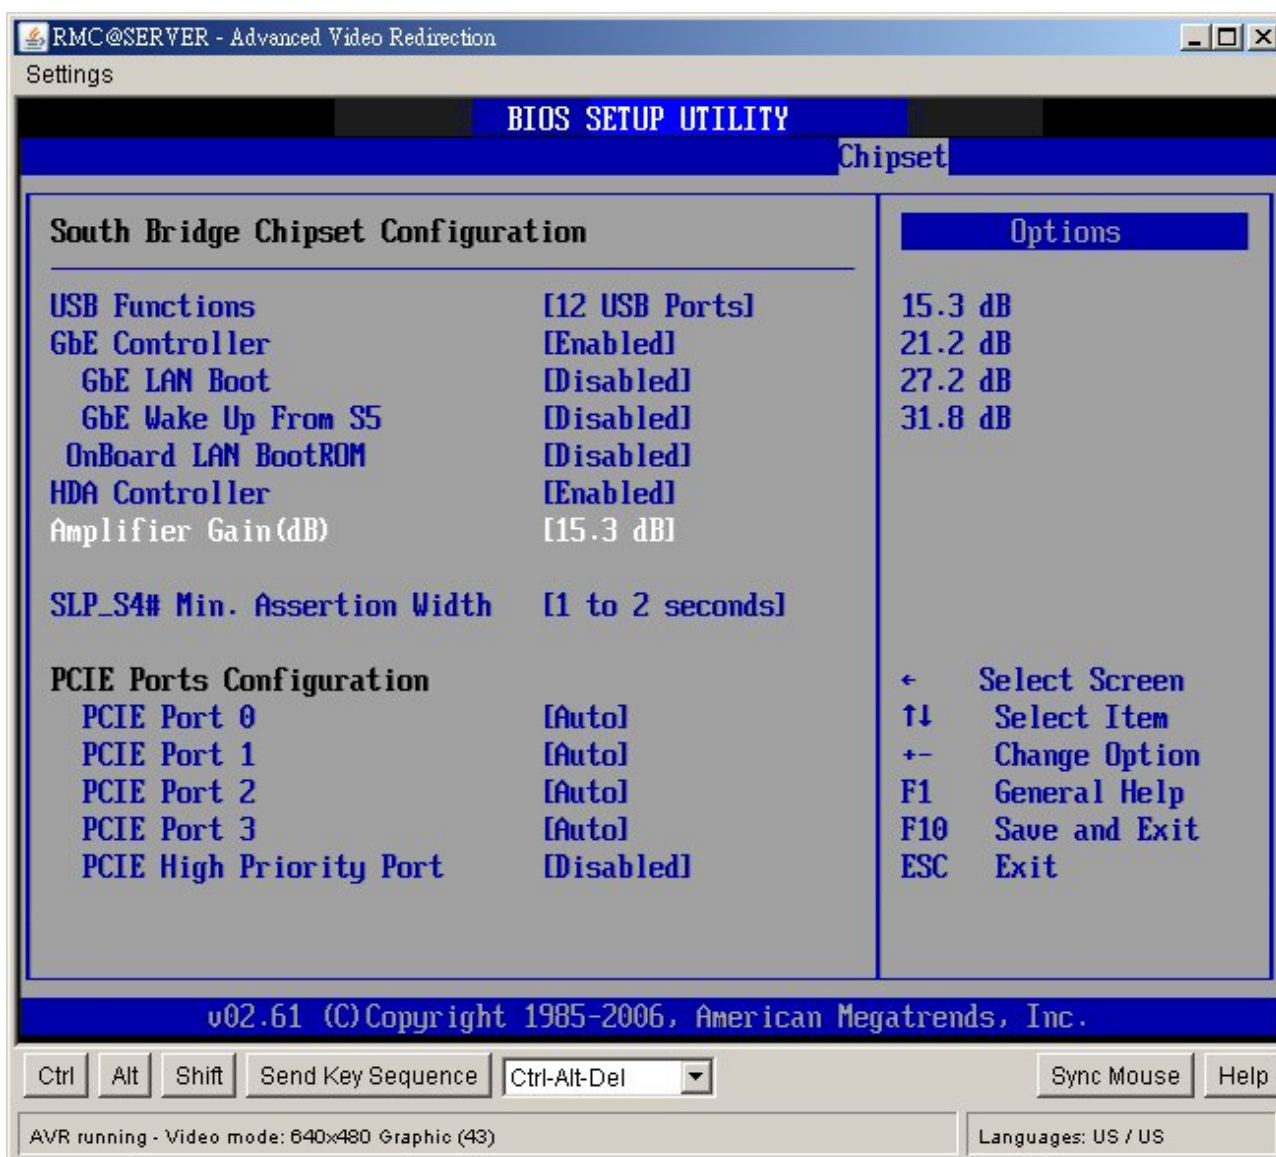 RMC@SERVER - Advanced Video Redirection
Settings
BIOS SETUP UTILITY
Chipset
South Bridge Chipset Configuration
USB Functions [12 USB Ports]
GbE Controller [Enabled]
GbE LAN Boot [Disabled]
GbE Wake Up From S5 [Disabled]
OnBoard LAN BootROM [Disabled]
HDA Controller [Enabled]
Amplifier Gain(dB) [15.3 dB]
SLP_S4# Min. Assertion Width [1 to 2 seconds]
PCIE Ports Configuration
PCIE Port 0 [Auto]
PCIE Port 1 [Auto]
PCIE Port 2 [Auto]
PCIE Port 3 [Auto]
PCIE High Priority Port [Disabled]
Options
15.3 dB
21.2 dB
27.2 dB
31.8 dB
← Select Screen
↑↓ Select Item
+- Change Option
F1 General Help
F10 Save and Exit
ESC Exit
v02.61 (C)Copyright 1985-2006, American Megatrends, Inc.
Ctrl Alt Shift Send Key Sequence Ctrl-Alt-Del Sync Mouse Help
AVR running - Video mode: 640x480 Graphic (43) Languages: US / US